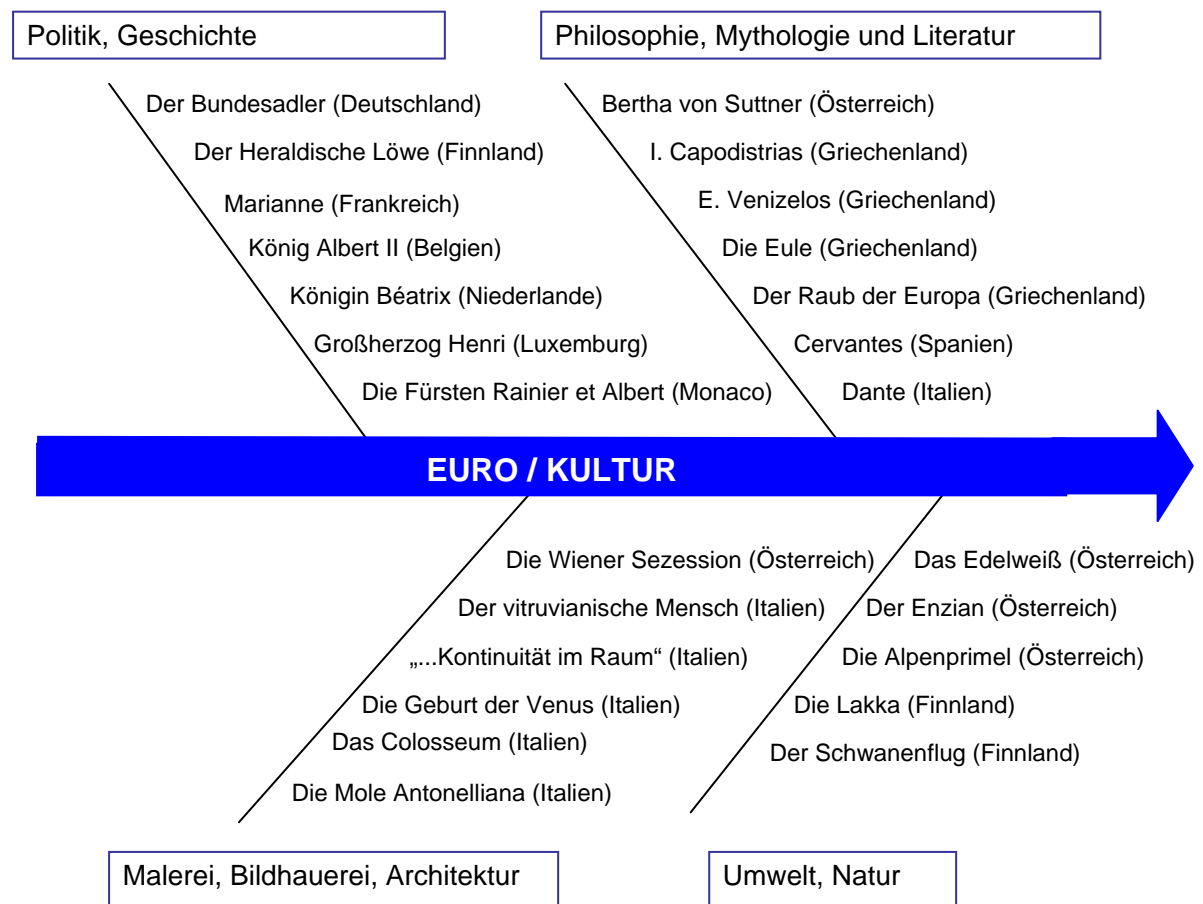 Politik, Geschichte
Der Bundesadler (Deutschland)
Der Heraldische Löwe (Finnland)
Marianne (Frankreich)
König Albert II (Belgien)
Königin Béatrix (Niederlande)
Großherzog Henri (Luxemburg)
Die Fürsten Rainier et Albert (Monaco)
Philosophie, Mythologie und Literatur
Bertha von Suttner (Österreich)
I. Capodistrias (Griechenland)
E. Venizelos (Griechenland)
Die Eule (Griechenland)
Der Raub der Europa (Griechenland)
Cervantes (Spanien)
Dante (Italien)
EURO / KULTUR
Die Wiener Sezession (Österreich)
Der vitruvianische Mensch (Italien)
„...Kontinuität im Raum“ (Italien)
Die Geburt der Venus (Italien)
Das Colosseum (Italien)
Die Mole Antonelliana (Italien)
Malerei, Bildhauerei, Architektur
Das Edelweiß (Österreich)
Der Enzian (Österreich)
Die Alpenprimel (Österreich)
Die Lakka (Finnland)
Der Schwanenflug (Finnland)
Umwelt, Natur